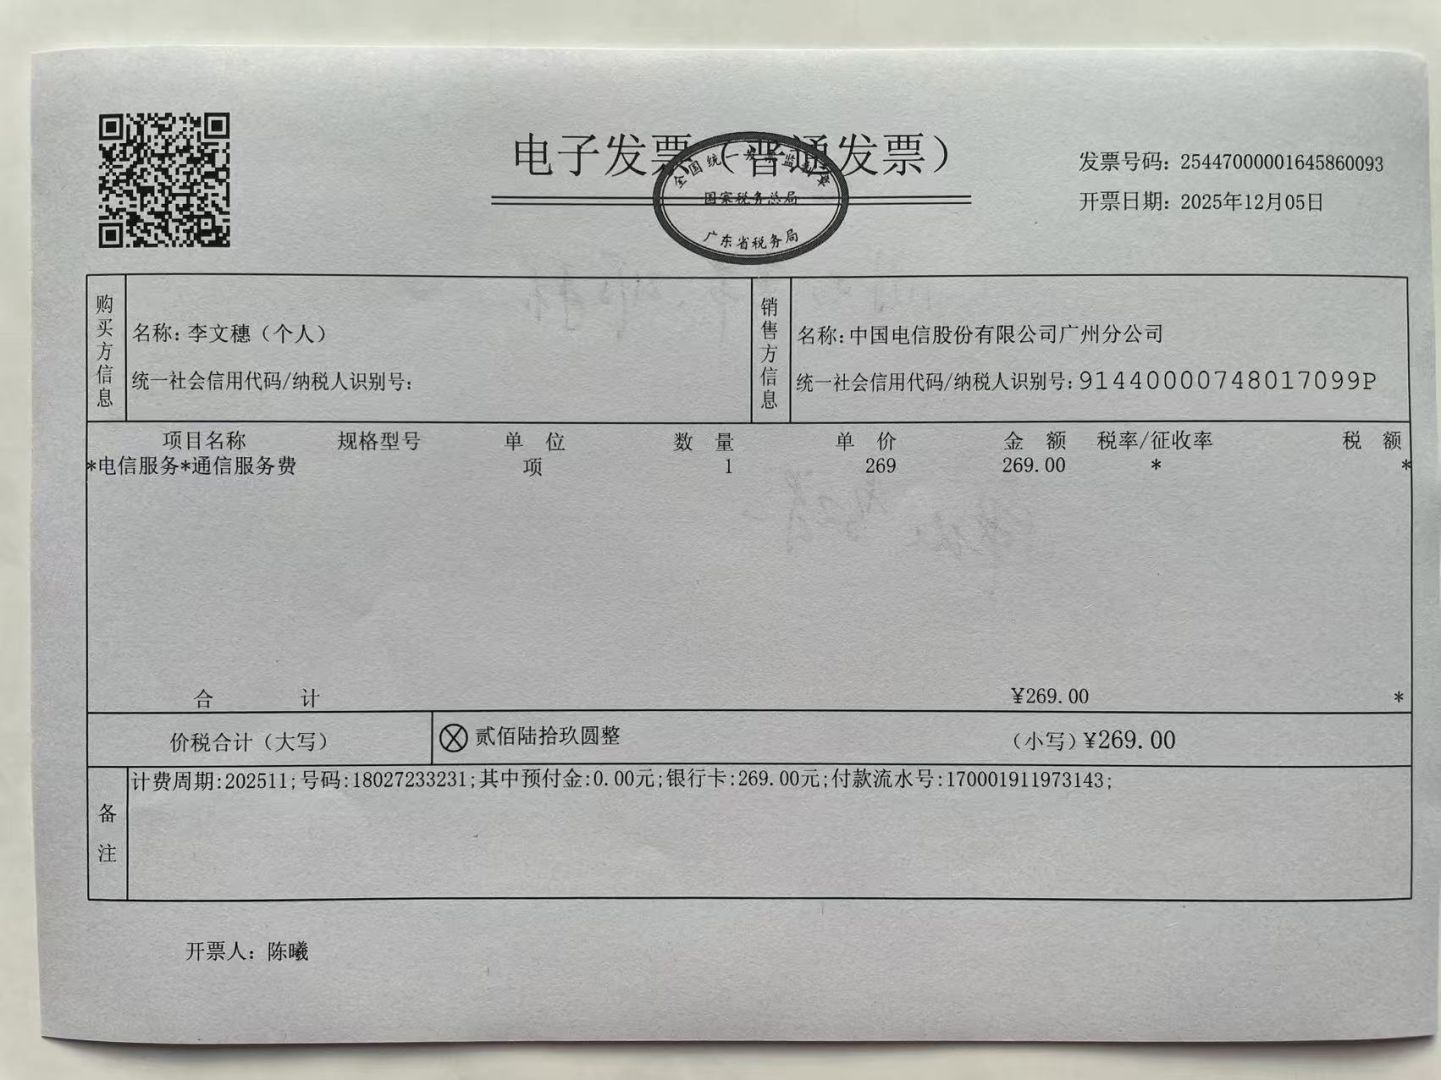 电子发票（普通发票）
全国统一发票监制章
国家税务总局
广东省税务局
发票号码：25447000001645860093
开票日期：2025年12月05日
购买方信息
名称：李文穗（个人）
统一社会信用代码/纳税人识别号：
销售方信息
名称：中国电信股份有限公司广州分公司
统一社会信用代码/纳税人识别号：91440000748017099P
项目名称 规格型号 单 位 数 量 单 价 金 额 税率/征收率 税 额
*电信服务*通信服务费 项 1 269 269.00 * *
合 计 ¥269.00 *
价税合计（大写） 贰佰陆拾玖圆整 （小写）¥269.00
备注
计费周期:202511;号码:18027233231;其中预付金:0.00元;银行卡:269.00元;付款流水号:170001911973143;
开票人：陈曦